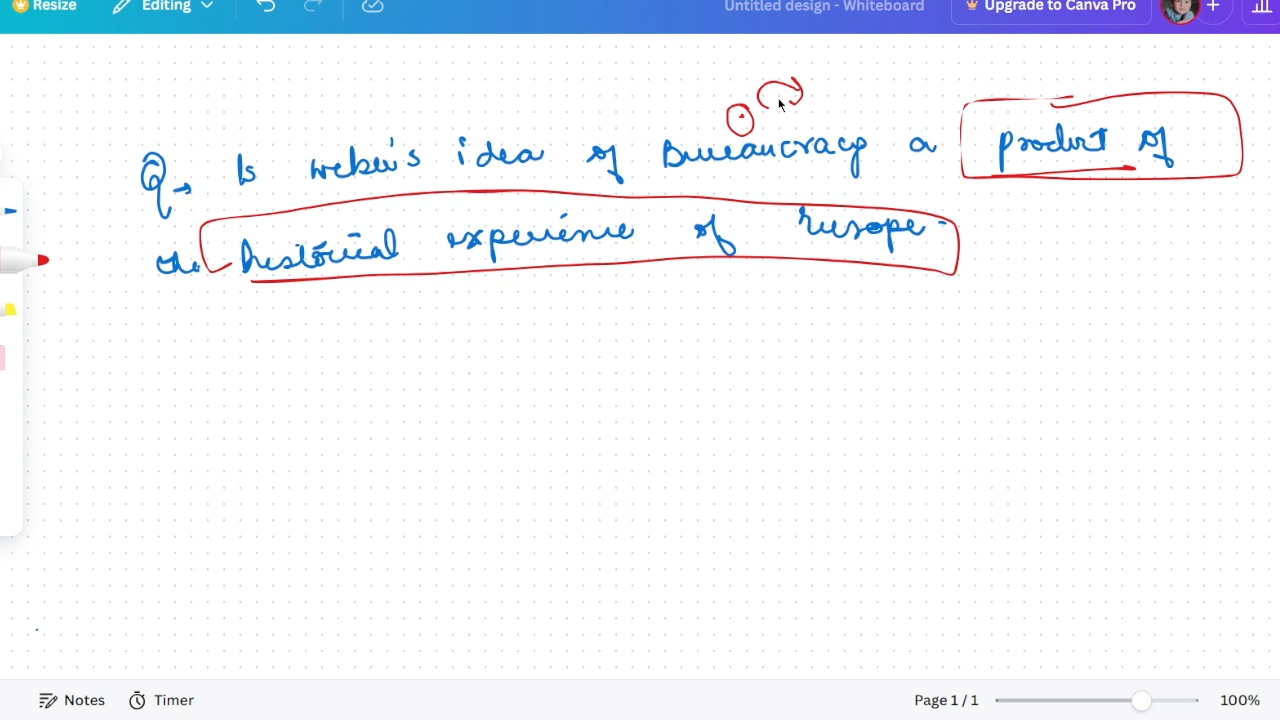 Resize Editing Untitled design - Whiteboard Upgrade to Canva Pro +
Q→ Is weber's idea of Bureaucracy a product of
the historical experience of Europe.
Notes Timer Page 1 / 1 100%